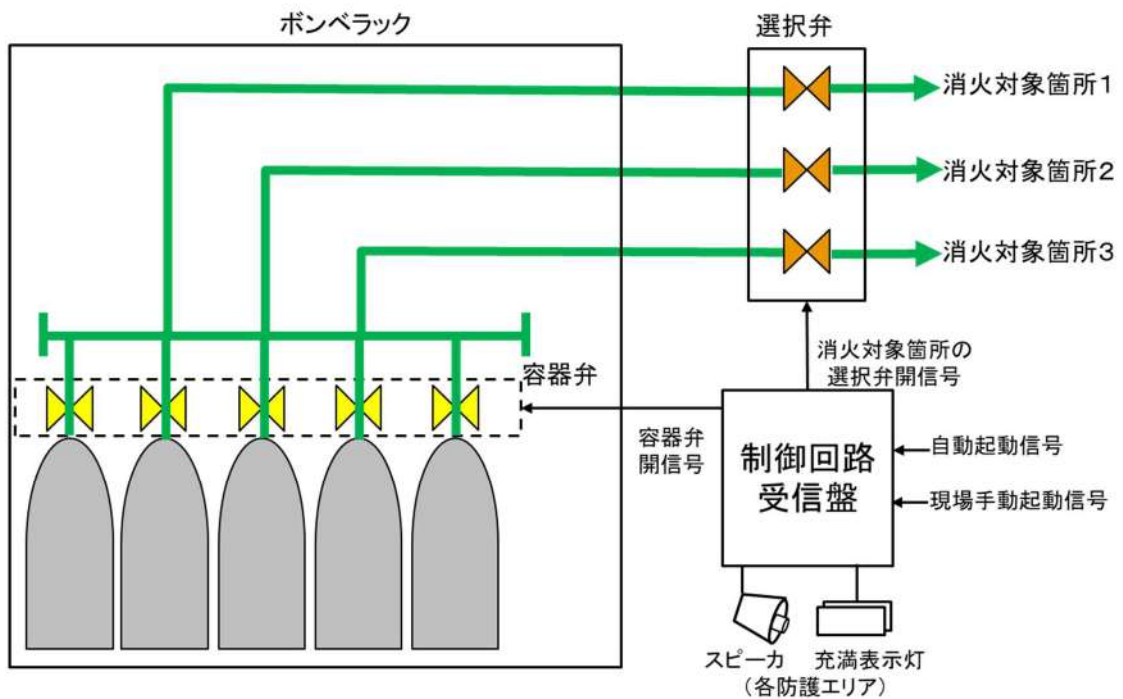 ボンベラック
選択弁
消火対象箇所1
消火対象箇所2
消火対象箇所3
消火対象箇所の
選択弁開信号
容器弁
容器弁
開信号
制御回路
受信盤
自動起動信号
現場手動起動信号
スピーカ
充満表示灯
(各防護エリア)